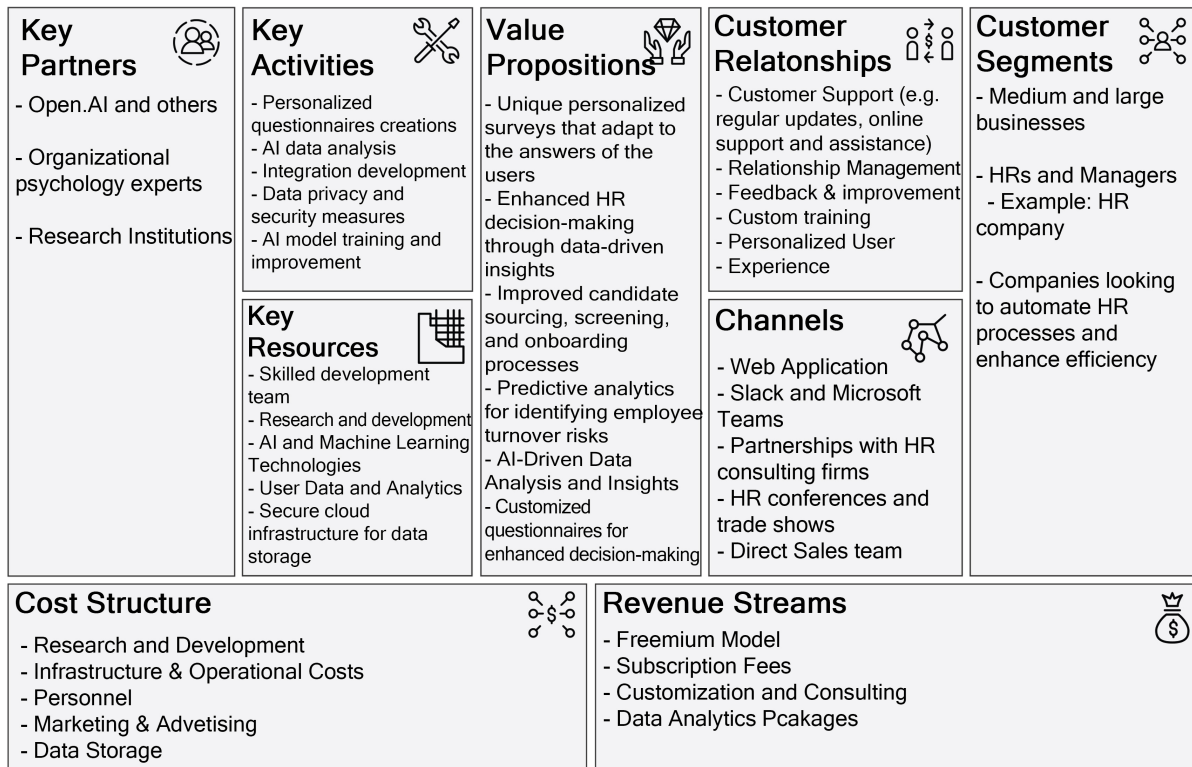 Key
Partners
- Open.AI and others
- Organizational
psychology experts
- Research Institutions
Key
Activities
- Personalized
questionnaires creations
- AI data analysis
- Integration development
- Data privacy and
security measures
- AI model training and
improvement
Key
Resources
- Skilled development
team
- Research and development
- AI and Machine Learning
Technologies
- User Data and Analytics
- Secure cloud
infrastructure for data
storage
Value
Propositions
- Unique personalized
surveys that adapt to
the answers of the
users
- Enhanced HR
decision-making
through data-driven
insights
- Improved candidate
sourcing, screening,
and onboarding
processes
- Predictive analytics
for identifying employee
turnover risks
- AI-Driven Data
Analysis and Insights
- Customized
questionnaires for
enhanced decision-making
Customer
Relatonships
- Customer Support (e.g.
regular updates, online
support and assistance)
- Relationship Management
- Feedback & improvement
- Custom training
- Personalized User
- Experience
Channels
- Web Application
- Slack and Microsoft
Teams
- Partnerships with HR
consulting firms
- HR conferences and
trade shows
- Direct Sales team
Customer
Segments
- Medium and large
businesses
- HRs and Managers
- Example: HR
company
- Companies looking
to automate HR
processes and
enhance efficiency
Cost Structure
- Research and Development
- Infrastructure & Operational Costs
- Personnel
- Marketing & Advetising
- Data Storage
Revenue Streams
- Freemium Model
- Subscription Fees
- Customization and Consulting
- Data Analytics Pcakages